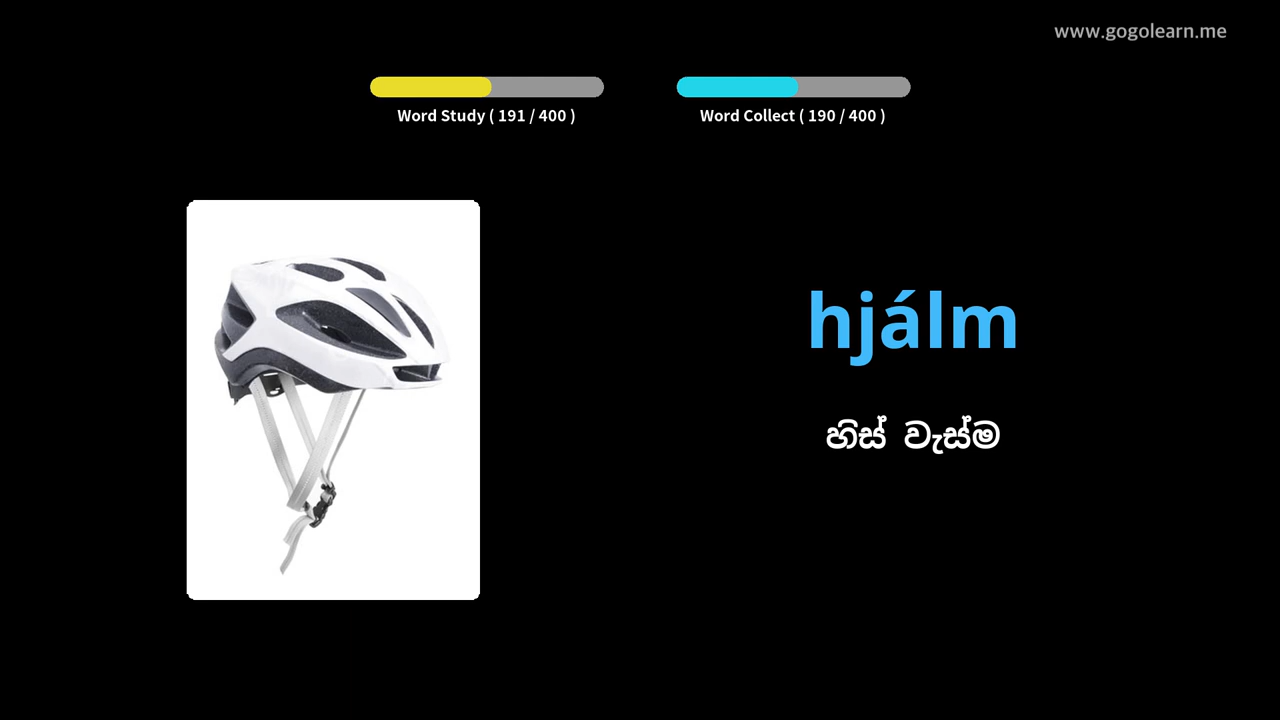 www.gogolearn.me
Word Study ( 191 / 400 )
Word Collect ( 190 / 400 )
hjálm
හිස් වැස්ම